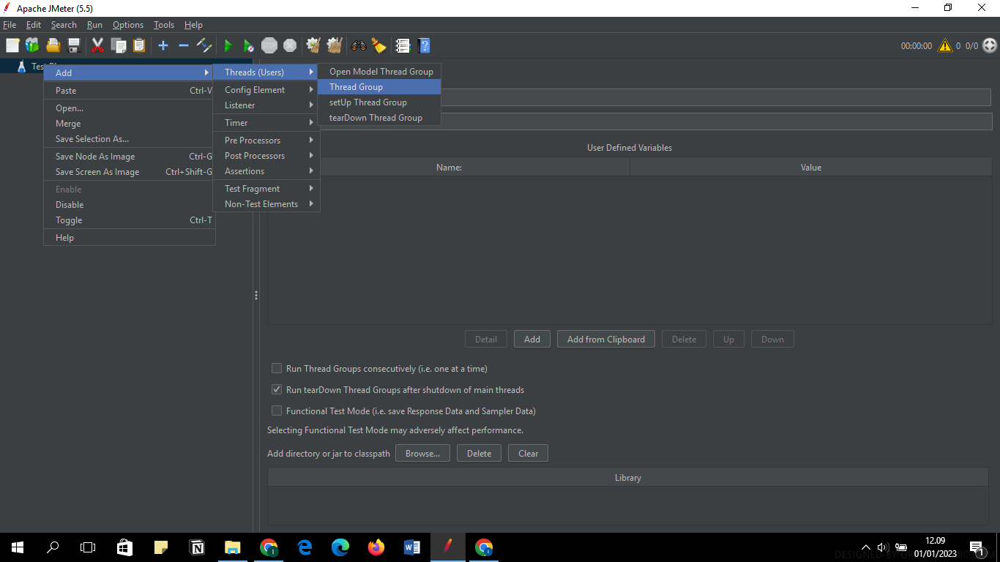 Apache JMeter (5.5)
File Edit Search Run Options Tools Help
STOP
00:00:00 0 0/0
Add
Paste Ctrl-V
Open...
Merge
Save Selection As...
Save Node As Image Ctrl-G
Save Screen As Image Ctrl+Shift-G
Enable
Disable
Toggle Ctrl-T
Help
Threads (Users)
Config Element
Listener
Timer
Pre Processors
Post Processors
Assertions
Test Fragment
Non-Test Elements
Open Model Thread Group
Thread Group
setUp Thread Group
tearDown Thread Group
User Defined Variables
Name: Value
Detail Add Add from Clipboard Delete Up Down
Run Thread Groups consecutively (i.e. one at a time)
Run tearDown Thread Groups after shutdown of main threads
Functional Test Mode (i.e. save Response Data and Sampler Data)
Selecting Functional Test Mode may adversely affect performance.
Add directory or jar to classpath Browse... Delete Clear
Library
12.09
01/01/2023
1